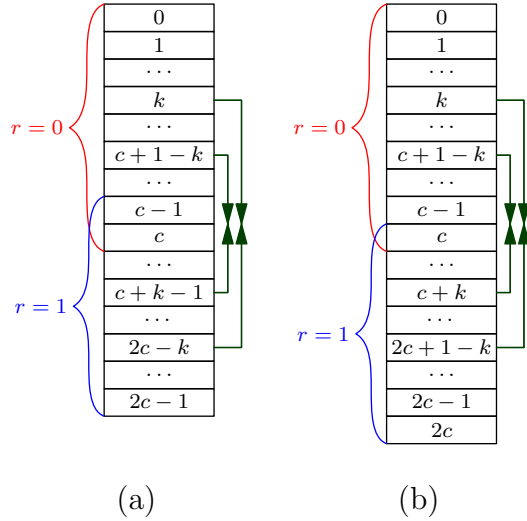 0
1
⋯
k
⋯
c + 1 − k
⋯
c − 1
c
⋯
c + k − 1
⋯
2c − k
⋯
2c − 1
r = 0
r = 1
(a)
0
1
⋯
k
⋯
c + 1 − k
⋯
c − 1
c
⋯
c + k
⋯
2c + 1 − k
⋯
2c − 1
2c
r = 0
r = 1
(b)